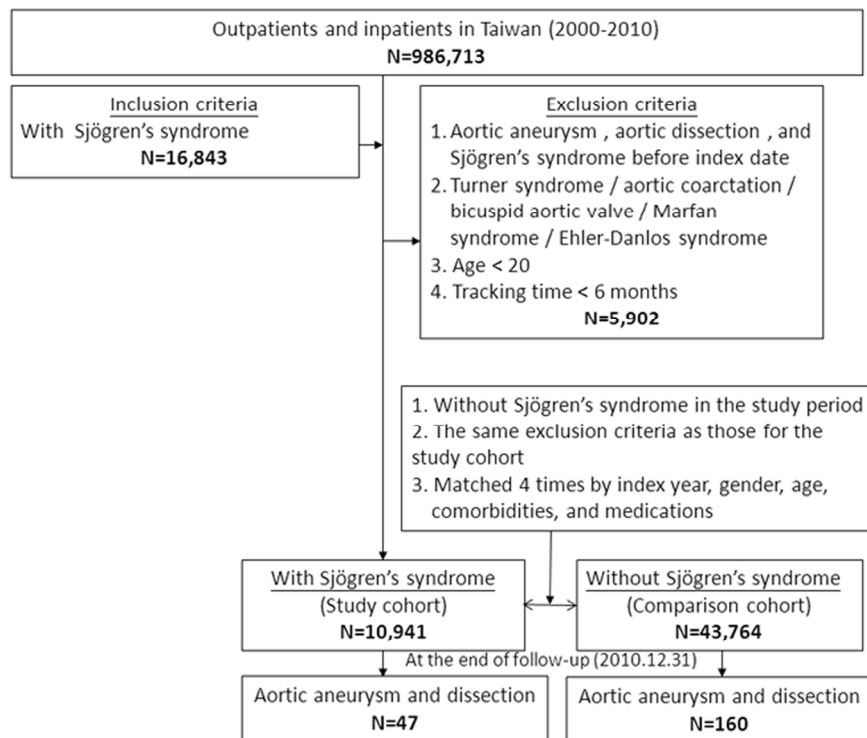 Outpatients and inpatients in Taiwan (2000-2010)
N=986,713
Inclusion criteria
With Sjögren's syndrome
N=16,843
Exclusion criteria
1. Aortic aneurysm , aortic dissection , and
Sjögren's syndrome before index date
2. Turner syndrome / aortic coarctation /
bicuspid aortic valve / Marfan
syndrome / Ehler-Danlos syndrome
3. Age < 20
4. Tracking time < 6 months
N=5,902
1. Without Sjögren's syndrome in the study period
2. The same exclusion criteria as those for the
study cohort
3. Matched 4 times by index year, gender, age,
comorbidities, and medications
With Sjögren's syndrome
(Study cohort)
N=10,941
Without Sjögren's syndrome
(Comparison cohort)
N=43,764
At the end of follow-up (2010.12.31)
Aortic aneurysm and dissection
N=47
Aortic aneurysm and dissection
N=160